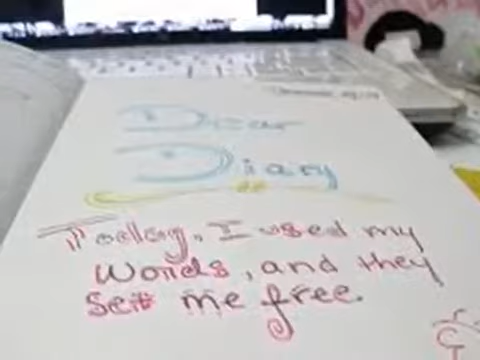 Dear
Diary
Today, I used my
words, and they
set me free.